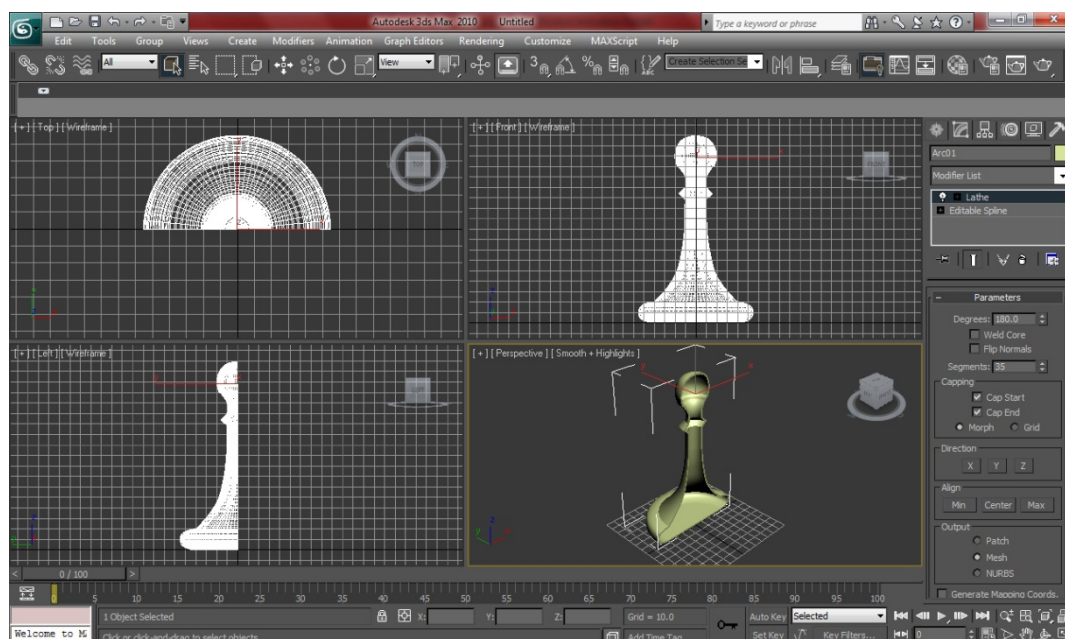 Autodesk 3ds Max 2010 Untitled
Type a keyword or phrase
Edit Tools Group Views Create Modifiers Animation Graph Editors Rendering Customize MAXScript Help
All View Create Selection Se
[ + ] [ Top ] [ Wireframe ]
[ + ] [ Front ] [ Wireframe ]
[ + ] [ Left ] [ Wireframe ]
[ + ] [ Perspective ] [ Smooth + Highlights ]
Arc01
Modifier List
Lathe
Editable Spline
Parameters
Degrees: 180.0
Weld Core
Flip Normals
Segments: 35
Capping
Cap Start
Cap End
Morph Grid
Direction
X Y Z
Align
Min Center Max
Output
Patch
Mesh
NURBS
Generate Mapping Coords.
0 / 100
0 5 10 15 20 25 30 35 40 45 50 55 60 65 70 75 80 85 90 95 100
1 Object Selected X: Y: Z: Grid = 10.0 Auto Key Selected
Welcome to M Click or click-and-drag to select objects Add Time Tag Set Key Key Filters... 0